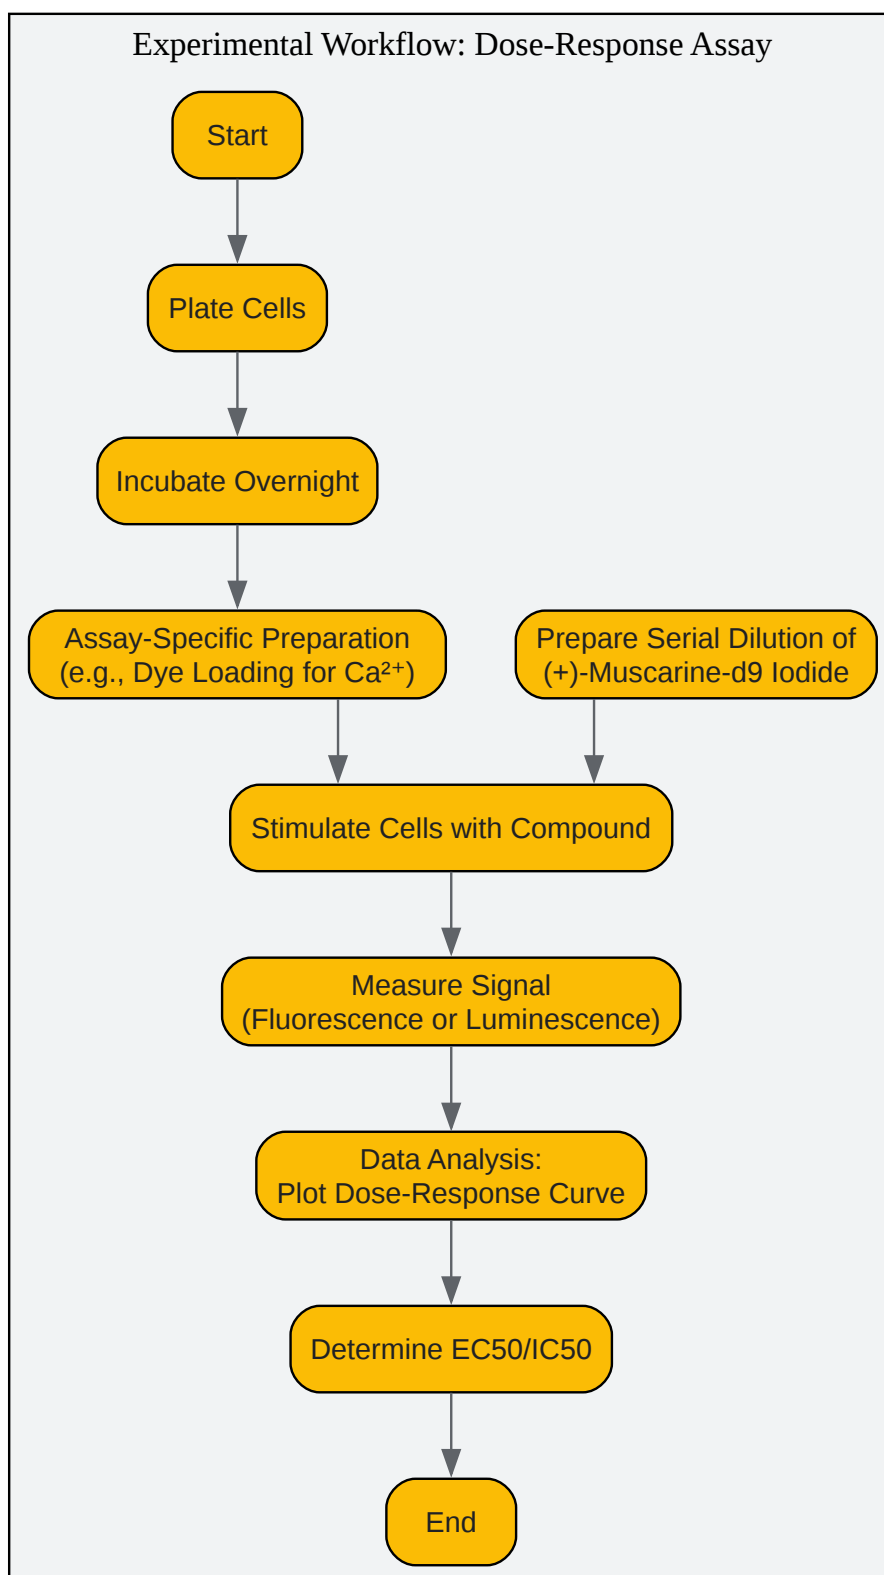 Experimental Workflow: Dose-Response Assay
Start
Plate Cells
Incubate Overnight
Assay-Specific Preparation
(e.g., Dye Loading for Ca²⁺)
Prepare Serial Dilution of
(+)-Muscarine-d9 Iodide
Stimulate Cells with Compound
Measure Signal
(Fluorescence or Luminescence)
Data Analysis:
Plot Dose-Response Curve
Determine EC50/IC50
End